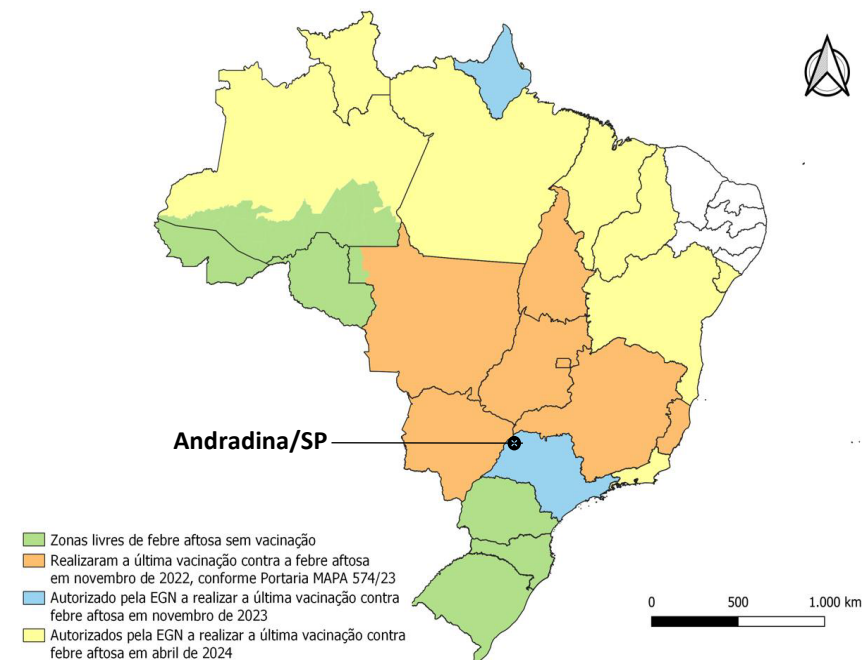 Andradina/SP
Zonas livres de febre aftosa sem vacinação
Realizaram a última vacinação contra a febre aftosa
em novembro de 2022, conforme Portaria MAPA 574/23
Autorizado pela EGN a realizar a última vacinação contra
febre aftosa em novembro de 2023
Autorizados pela EGN a realizar a última vacinação contra
febre aftosa em abril de 2024
0 500 1.000 km